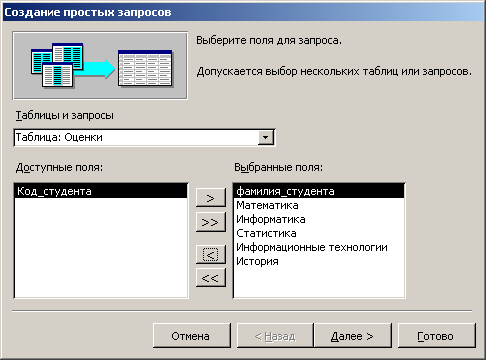 Создание простых запросов
Выберите поля для запроса.
Допускается выбор нескольких таблиц или запросов.
Таблицы и запросы
Таблица: Оценки
Доступные поля:
Выбранные поля:
Код_студента
>
>>
<
<<
фамилия_студента
Математика
Информатика
Статистика
Информационные технологии
История
Отмена
< Назад
Далее >
Готово